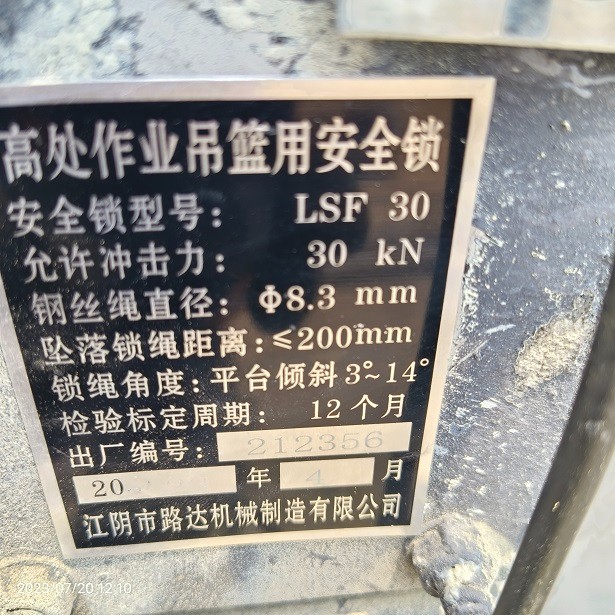 高处作业吊篮用安全锁
安全锁型号: LSF 30
允许冲击力: 30 kN
钢丝绳直径: Φ8.3 mm
坠落锁绳距离:≤200mm
锁绳角度:平台倾斜3°~14°
检验标定周期: 12个月
出厂编号: 212356
20 年 4 月
江阴市路达机械制造有限公司
2023/07/20 12:10